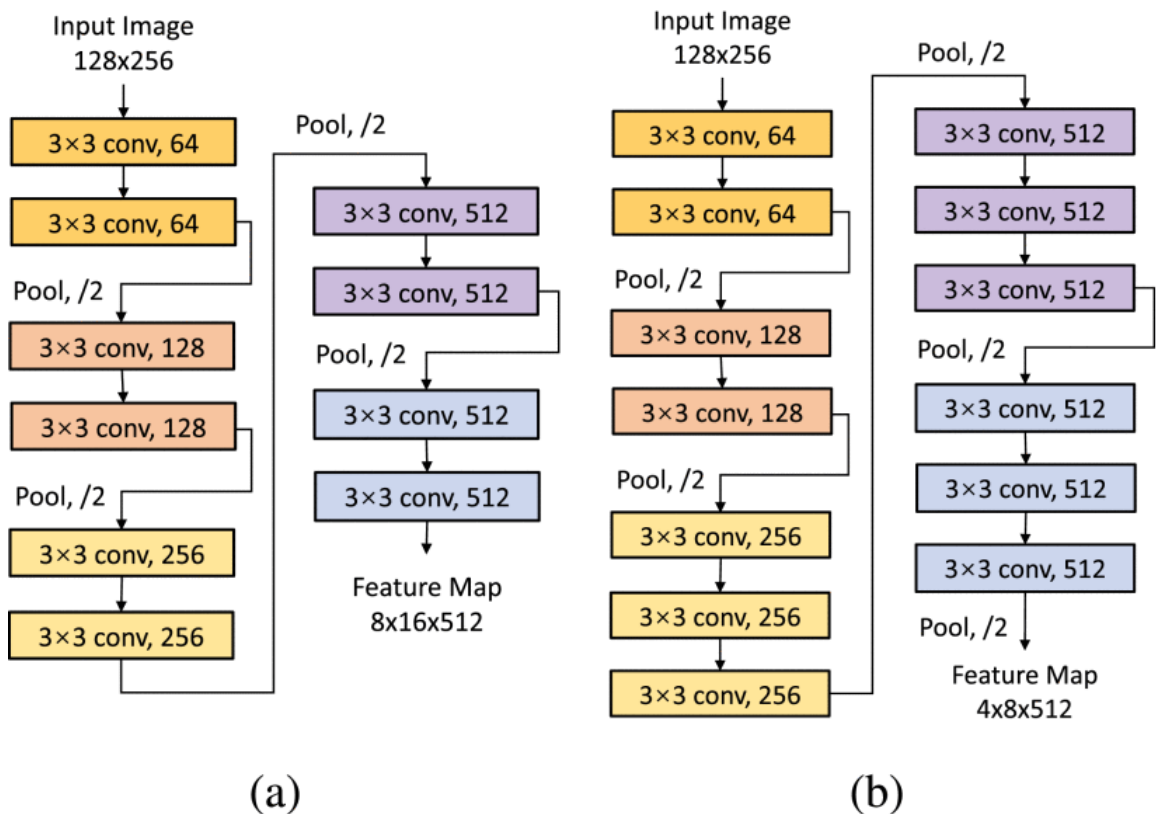 Input Image
128x256
3×3 conv, 64
3×3 conv, 64
Pool, /2
3×3 conv, 128
3×3 conv, 128
Pool, /2
3×3 conv, 256
3×3 conv, 256
Pool, /2
3×3 conv, 512
3×3 conv, 512
Pool, /2
3×3 conv, 512
3×3 conv, 512
Feature Map
8x16x512
(a)
Input Image
128x256
3×3 conv, 64
3×3 conv, 64
Pool, /2
3×3 conv, 128
3×3 conv, 128
Pool, /2
3×3 conv, 256
3×3 conv, 256
3×3 conv, 256
Pool, /2
3×3 conv, 512
3×3 conv, 512
3×3 conv, 512
Pool, /2
3×3 conv, 512
3×3 conv, 512
3×3 conv, 512
Pool, /2
Feature Map
4x8x512
(b)